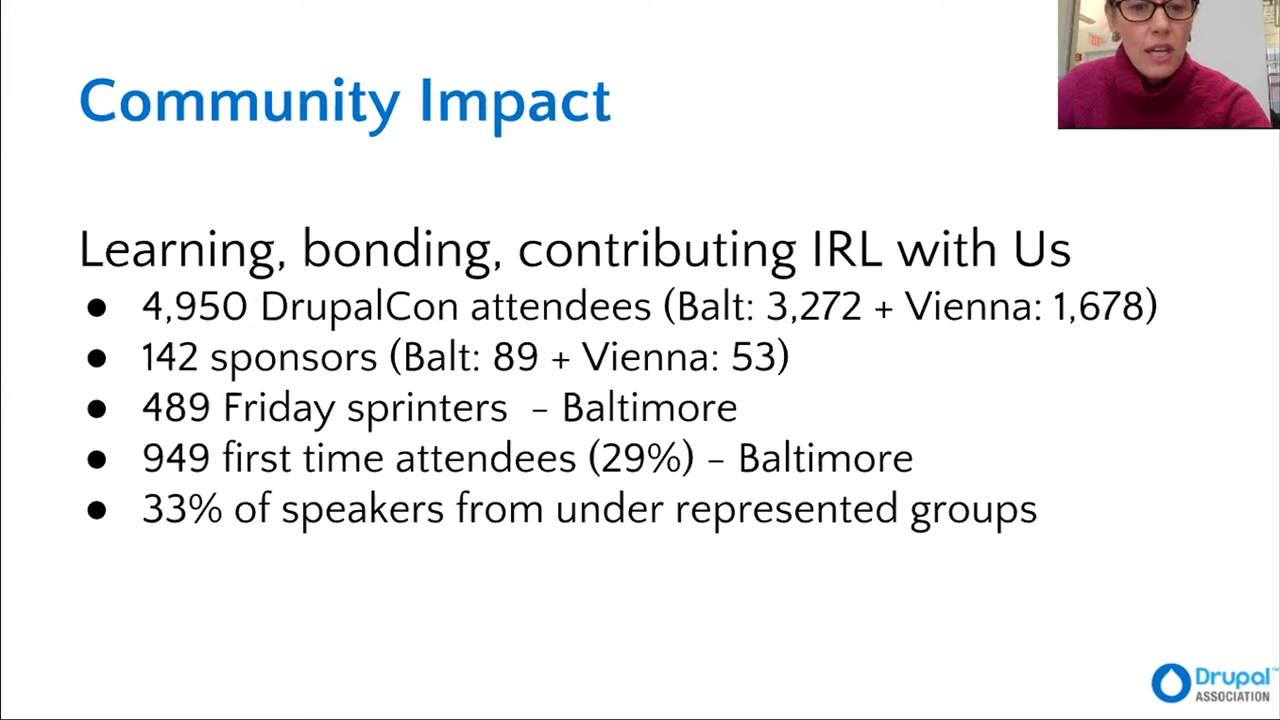 Community Impact
Learning, bonding, contributing IRL with Us
● 4,950 DrupalCon attendees (Balt: 3,272 + Vienna: 1,678)
● 142 sponsors (Balt: 89 + Vienna: 53)
● 489 Friday sprinters – Baltimore
● 949 first time attendees (29%) – Baltimore
● 33% of speakers from under represented groups
Drupal™
ASSOCIATION